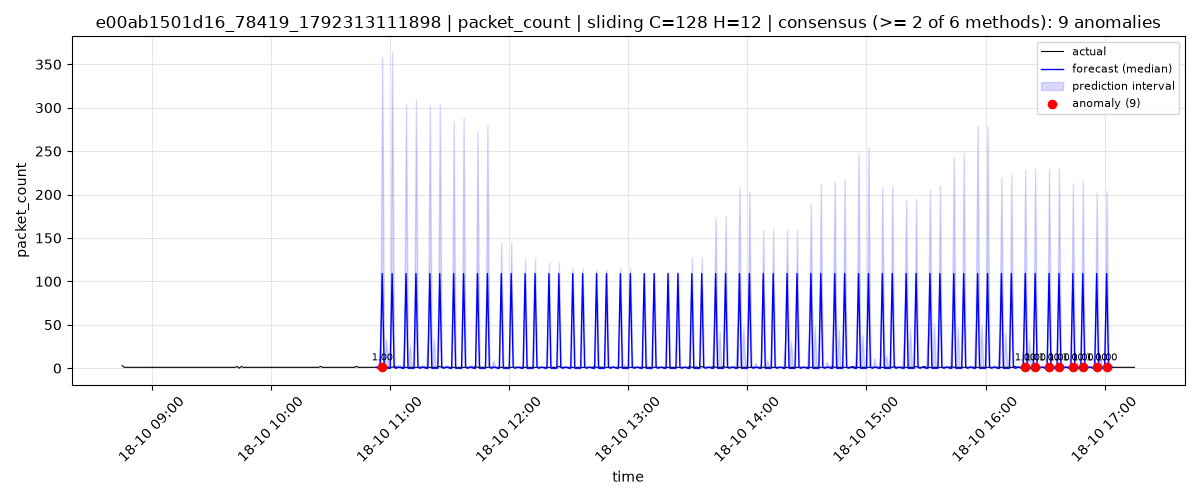 e00ab1501d16_78419_1792313111898 | packet_count | sliding C=128 H=12 | consensus (>= 2 of 6 methods): 9 anomalies
actual
forecast (median)
prediction interval
anomaly (9)
packet_count
350
300
250
200
150
100
50
0
1.00
18-10 09:00
18-10 10:00
18-10 11:00
18-10 12:00
18-10 13:00
18-10 14:00
18-10 15:00
18-10 16:00
18-10 17:00
time